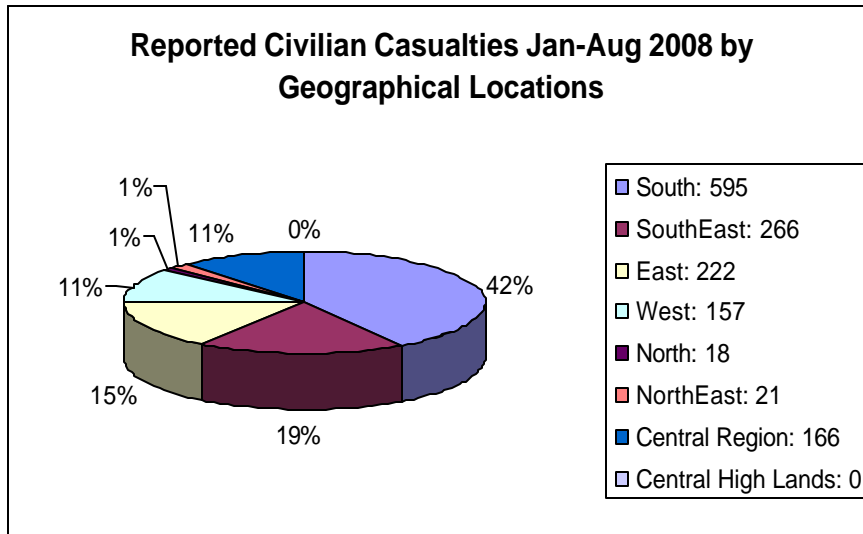 Reported Civilian Casualties Jan-Aug 2008 by
Geographical Locations
1%
1%
11%
0%
11%
42%
15%
19%
South: 595
SouthEast: 266
East: 222
West: 157
North: 18
NorthEast: 21
Central Region: 166
Central High Lands: 0